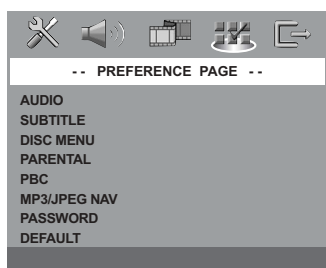 -- PREFERENCE PAGE --
AUDIO
SUBTITLE
DISC MENU
PARENTAL
PBC
MP3/JPEG NAV
PASSWORD
DEFAULT